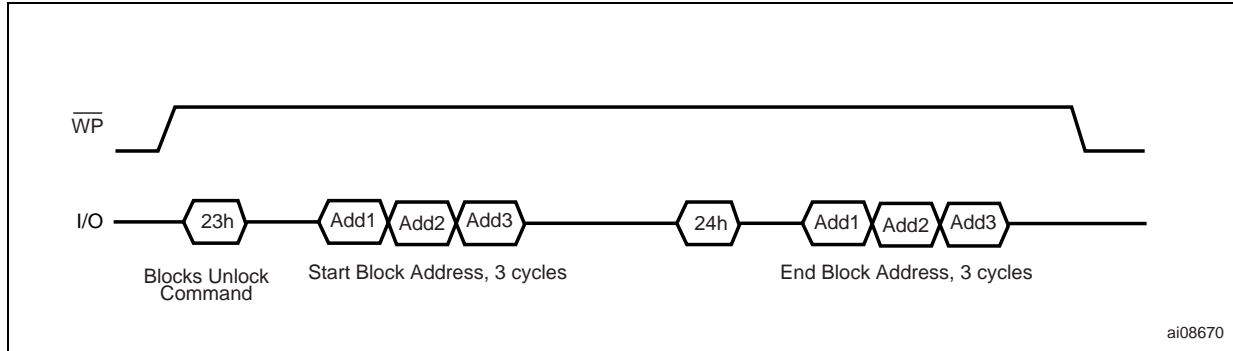 WP
I/O
23h
Add1
Add2
Add3
24h
Add1
Add2
Add3
Blocks Unlock
Command
Start Block Address, 3 cycles
End Block Address, 3 cycles
ai08670